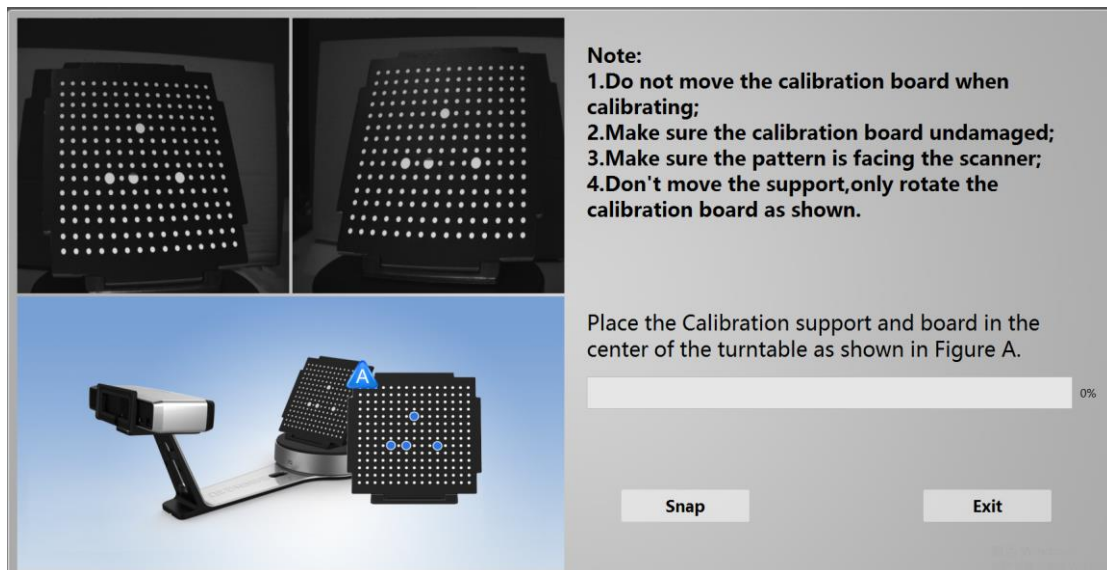 Note:
1.Do not move the calibration board when
calibrating;
2.Make sure the calibration board undamaged;
3.Make sure the pattern is facing the scanner;
4.Don't move the support,only rotate the
calibration board as shown.
A
Place the Calibration support and board in the
center of the turntable as shown in Figure A.
0%
Snap
Exit